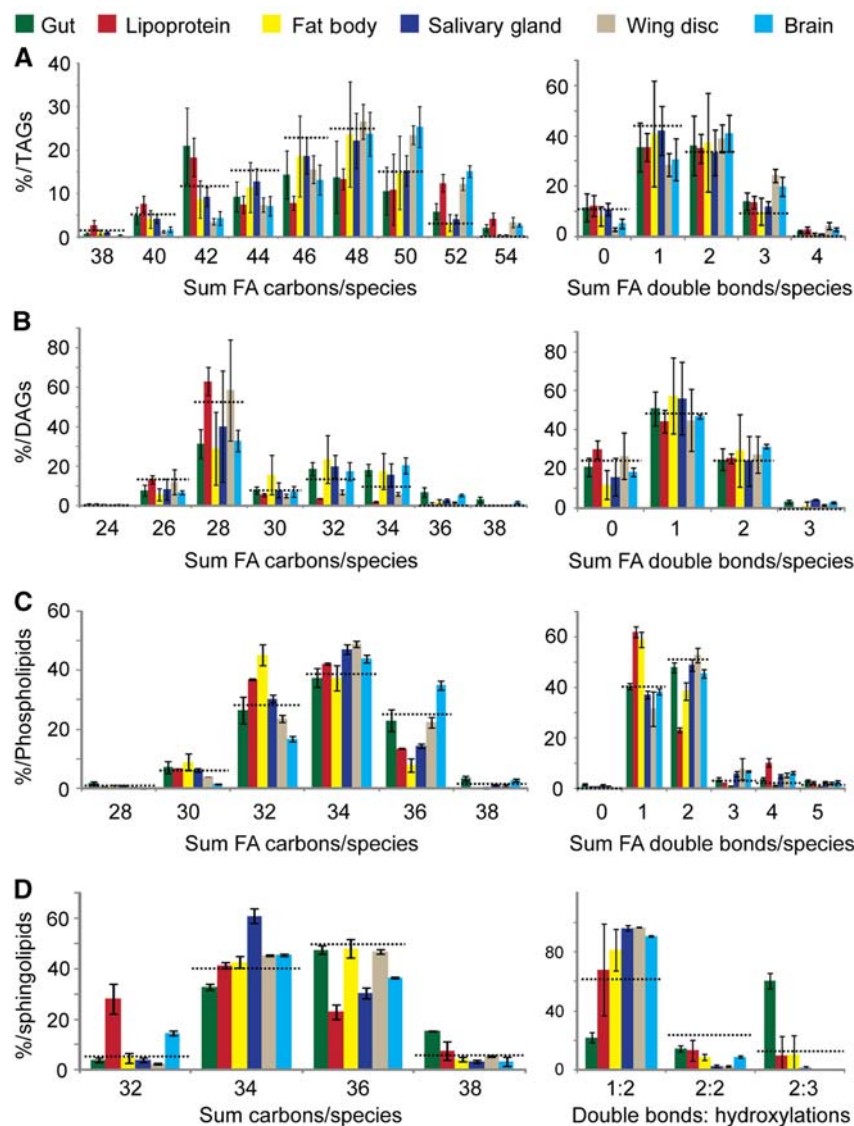 Gut Lipoprotein Fat body Salivary gland Wing disc Brain
A
%/TAGs
40
30
20
10
0
38 40 42 44 46 48 50 52 54
Sum FA carbons/species
80
60
40
20
0
0 1 2 3 4
Sum FA double bonds/species
B
%/DAGs
80
60
40
20
0
24 26 28 30 32 34 36 38
Sum FA carbons/species
80
60
40
20
0
0 1 2 3
Sum FA double bonds/species
C
%/Phospholipids
60
40
20
0
28 30 32 34 36 38
Sum FA carbons/species
80
60
40
20
0
0 1 2 3 4 5
Sum FA double bonds/species
D
%/sphingolipids
60
40
20
0
32 34 36 38
Sum carbons/species
80
40
0
1:2 2:2 2:3
Double bonds: hydroxylations